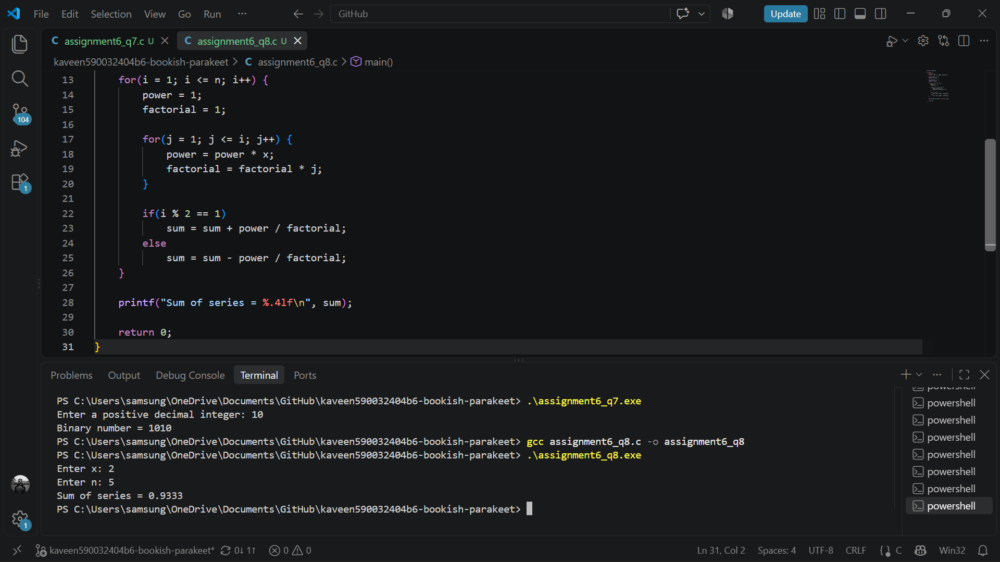 File Edit Selection View Go Run ··· GitHub Update
C assignment6_q7.c U C assignment6_q8.c U
kaveen590032404b6-bookish-parakeet > C assignment6_q8.c > main()
13 for(i = 1; i <= n; i++) {
14 power = 1;
15 factorial = 1;
16
17 for(j = 1; j <= i; j++) {
18 power = power * x;
19 factorial = factorial * j;
20 }
21
22 if(i % 2 == 1)
23 sum = sum + power / factorial;
24 else
25 sum = sum - power / factorial;
26 }
27
28 printf("Sum of series = %.4lf\n", sum);
29
30 return 0;
31 }
104
1
1
Problems Output Debug Console Terminal Ports
PS C:\Users\samsung\OneDrive\Documents\GitHub\kaveen590032404b6-bookish-parakeet> .\assignment6_q7.exe
Enter a positive decimal integer: 10
Binary number = 1010
PS C:\Users\samsung\OneDrive\Documents\GitHub\kaveen590032404b6-bookish-parakeet> gcc assignment6_q8.c -o assignment6_q8
PS C:\Users\samsung\OneDrive\Documents\GitHub\kaveen590032404b6-bookish-parakeet> .\assignment6_q8.exe
Enter x: 2
Enter n: 5
Sum of series = 0.9333
PS C:\Users\samsung\OneDrive\Documents\GitHub\kaveen590032404b6-bookish-parakeet>
powershell
powershell
powershell
powershell
powershell
powershell
powershell
powershell
kaveen590032404b6-bookish-parakeet* 0↓ 1↑ 0 0 Ln 31, Col 2 Spaces: 4 UTF-8 CRLF C Win32